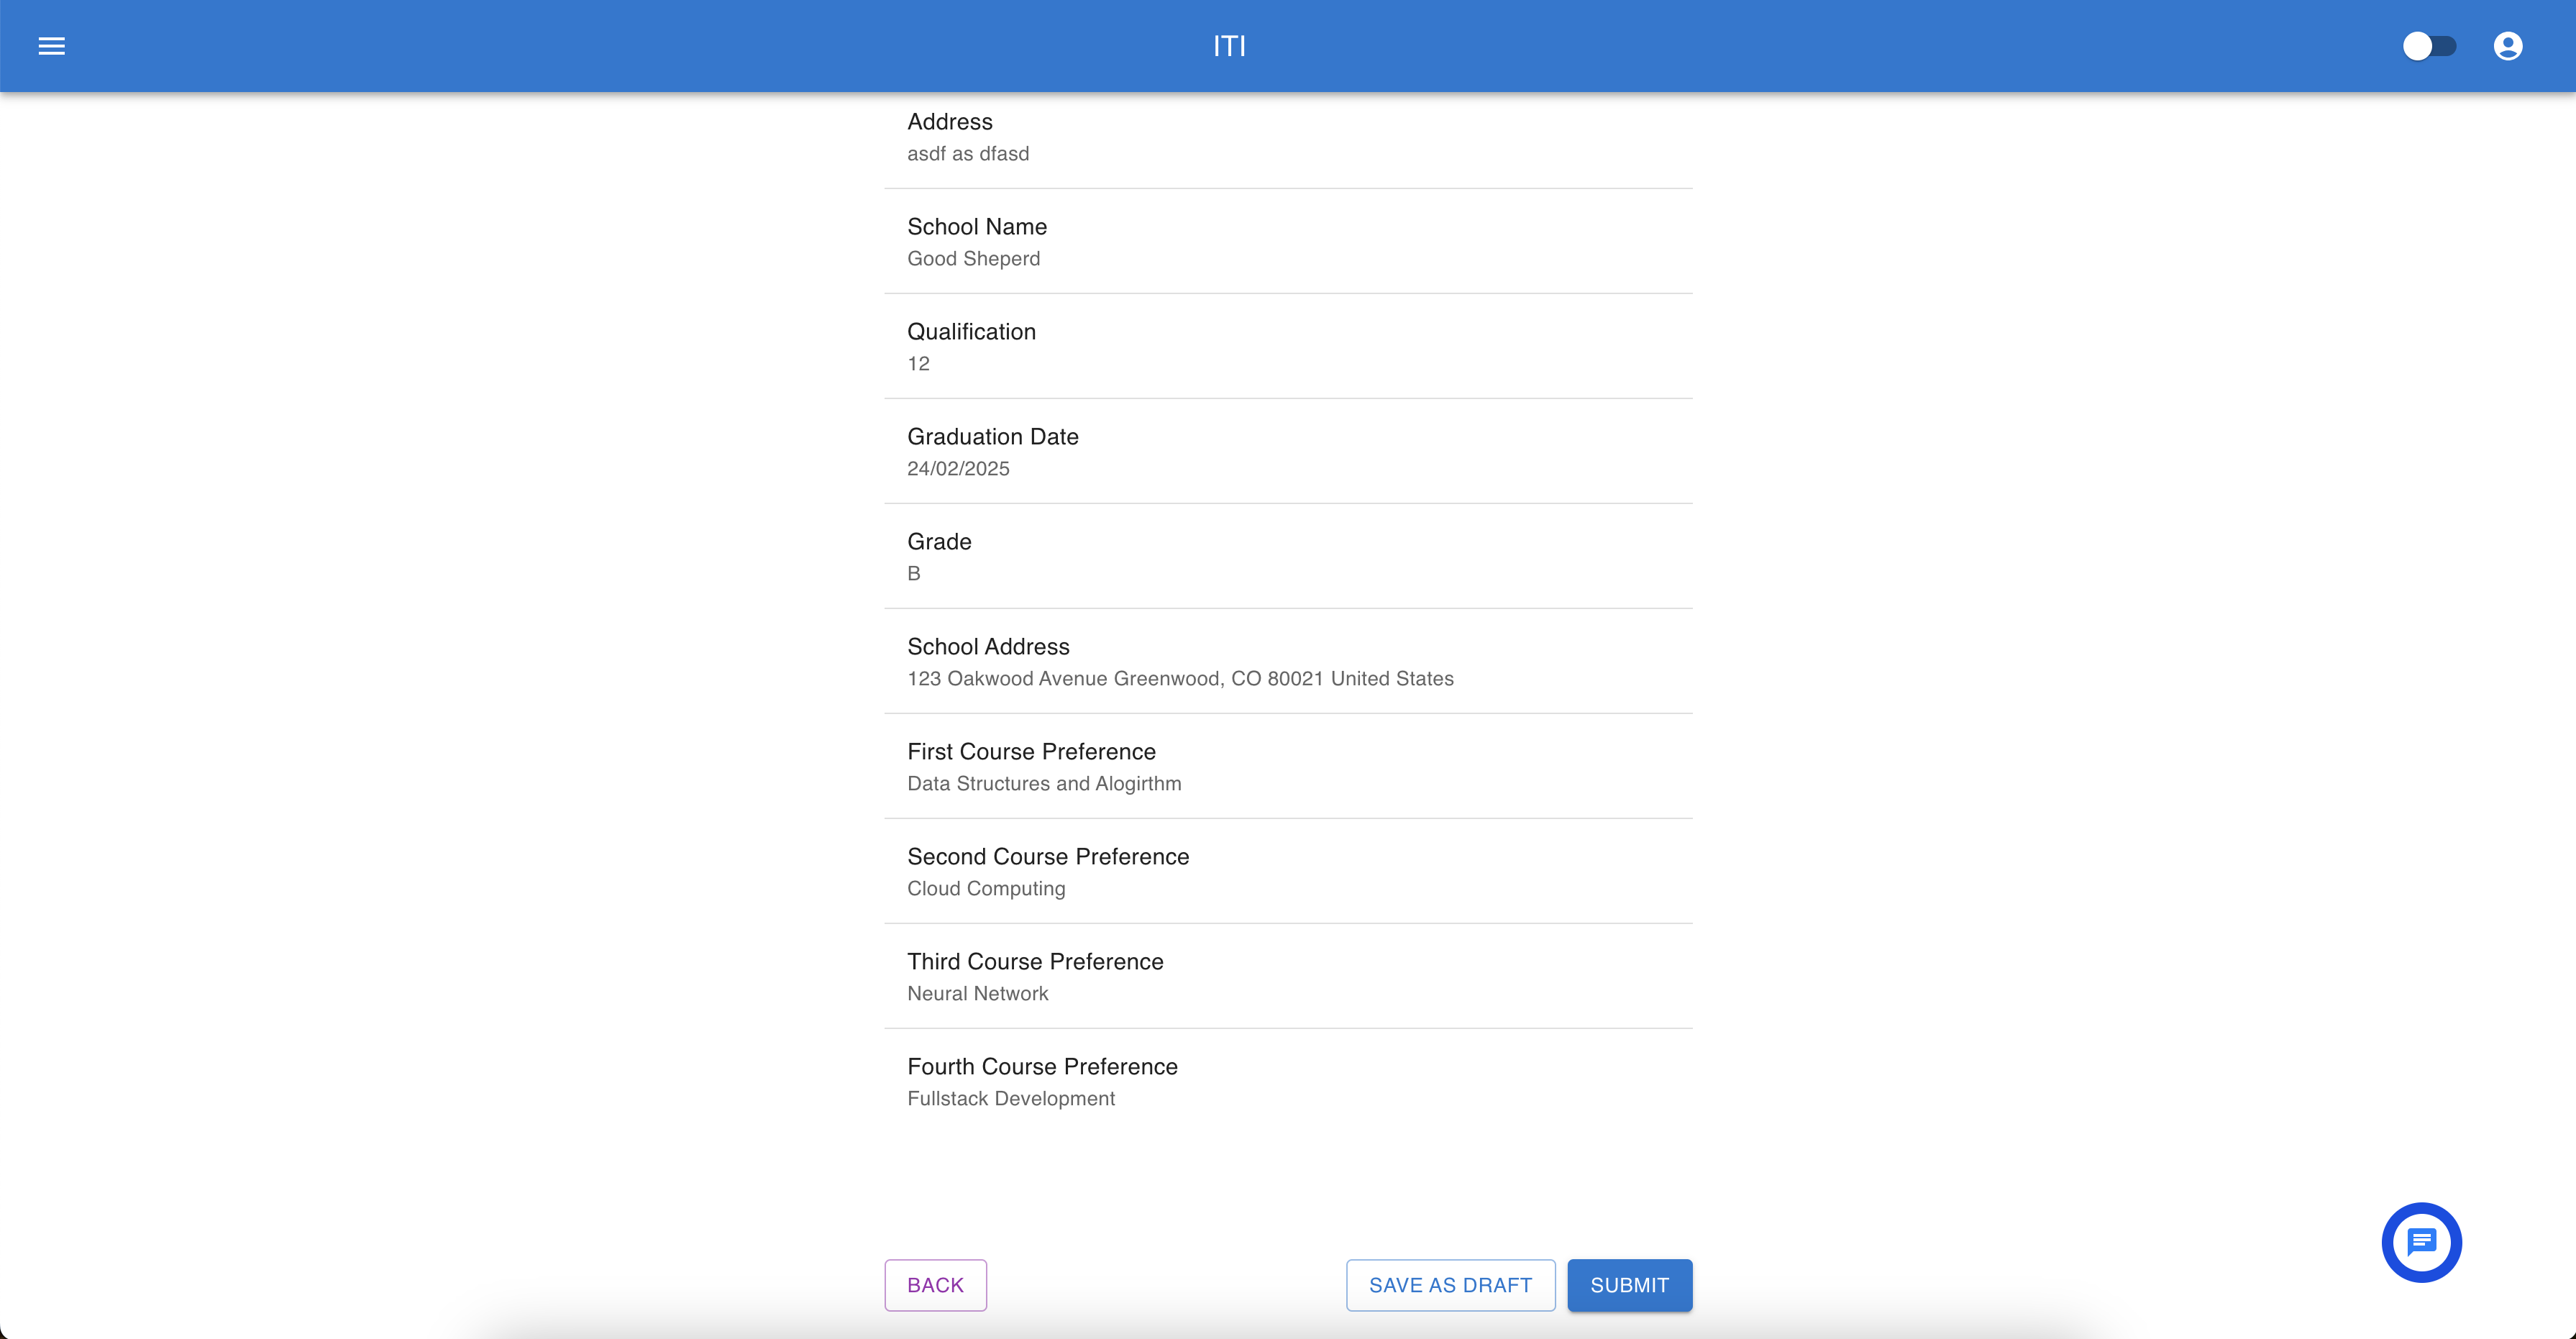 ITI
Address
asdf as dfasd
School Name
Good Sheperd
Qualification
12
Graduation Date
24/02/2025
Grade
B
School Address
123 Oakwood Avenue Greenwood, CO 80021 United States
First Course Preference
Data Structures and Alogirthm
Second Course Preference
Cloud Computing
Third Course Preference
Neural Network
Fourth Course Preference
Fullstack Development
BACK
SAVE AS DRAFT
SUBMIT